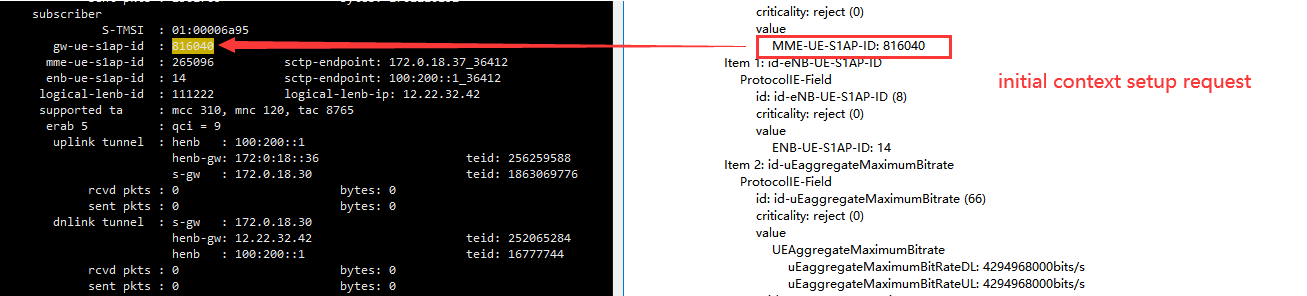 sent pkts
subscriber
S-TMSI : 01:00006a95
gw-ue-s1ap-id : 816040
mme-ue-s1ap-id : 265096 sctp-endpoint: 172.0.18.37_36412
enb-ue-s1ap-id : 14 sctp-endpoint: 100:200::1_36412
logical-lenb-id : 111222 logical-lenb-ip: 12.22.32.42
supported ta : mcc 310, mnc 120, tac 8765
erab 5 : qci = 9
uplink tunnel : henb : 100:200::1
henb-gw: 172:0:18::36 teid: 256259588
s-gw : 172.0.18.30 teid: 1863069776
rcvd pkts : 0 bytes: 0
sent pkts : 0 bytes: 0
dnlink tunnel : s-gw : 172.0.18.30
henb-gw: 12.22.32.42 teid: 252065284
henb : 100:200::1 teid: 16777744
rcvd pkts : 0 bytes: 0
sent pkts : 0 bytes: 0
criticality: reject (0)
value
MME-UE-S1AP-ID: 816040
Item 1: id-eNB-UE-S1AP-ID
ProtocolIE-Field
id: id-eNB-UE-S1AP-ID (8)
criticality: reject (0)
value
ENB-UE-S1AP-ID: 14
Item 2: id-uEaggregateMaximumBitrate
ProtocolIE-Field
id: id-uEaggregateMaximumBitrate (66)
criticality: reject (0)
value
UEAggregateMaximumBitrate
uEaggregateMaximumBitRateDL: 4294968000bits/s
uEaggregateMaximumBitRateUL: 4294968000bits/s
initial context setup request